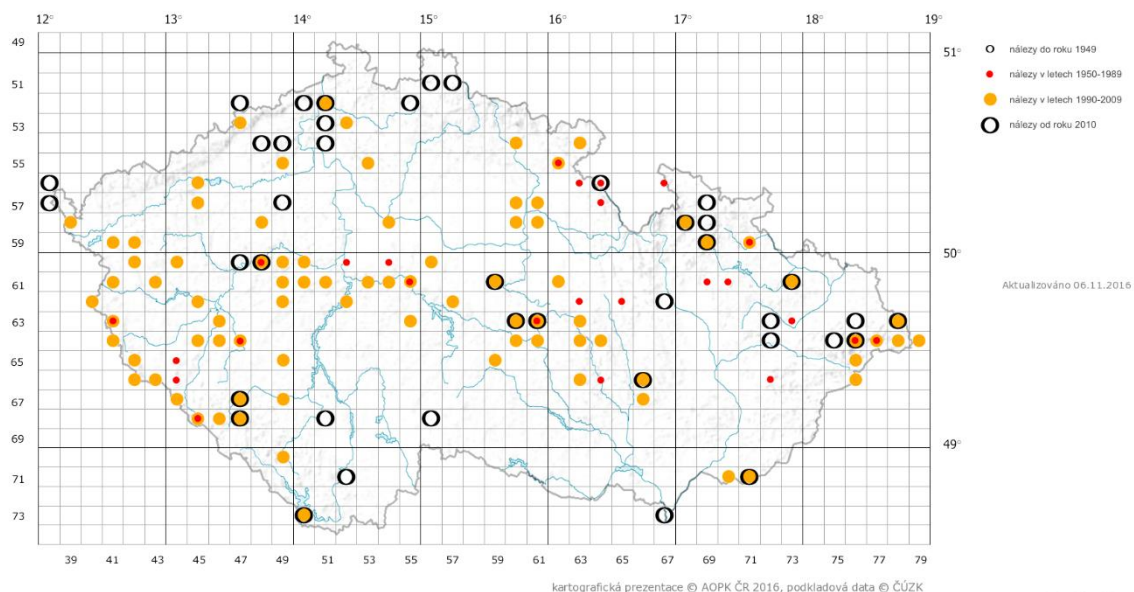 12° 13° 14° 15° 16° 17° 18° 19°
49 51°
nálezy do roku 1949
51
nálezy v letech 1950-1989
nálezy v letech 1990-2009
53
nálezy od roku 2010
55
57
59 50°
61
Aktualizováno 06.11.2016
63
65
67
69 49°
71
73
39 41 43 45 47 49 51 53 55 57 59 61 63 65 67 69 71 73 75 77 79
kartografická prezentace © AOPK ČR 2016, podkladová data © ČÚZK